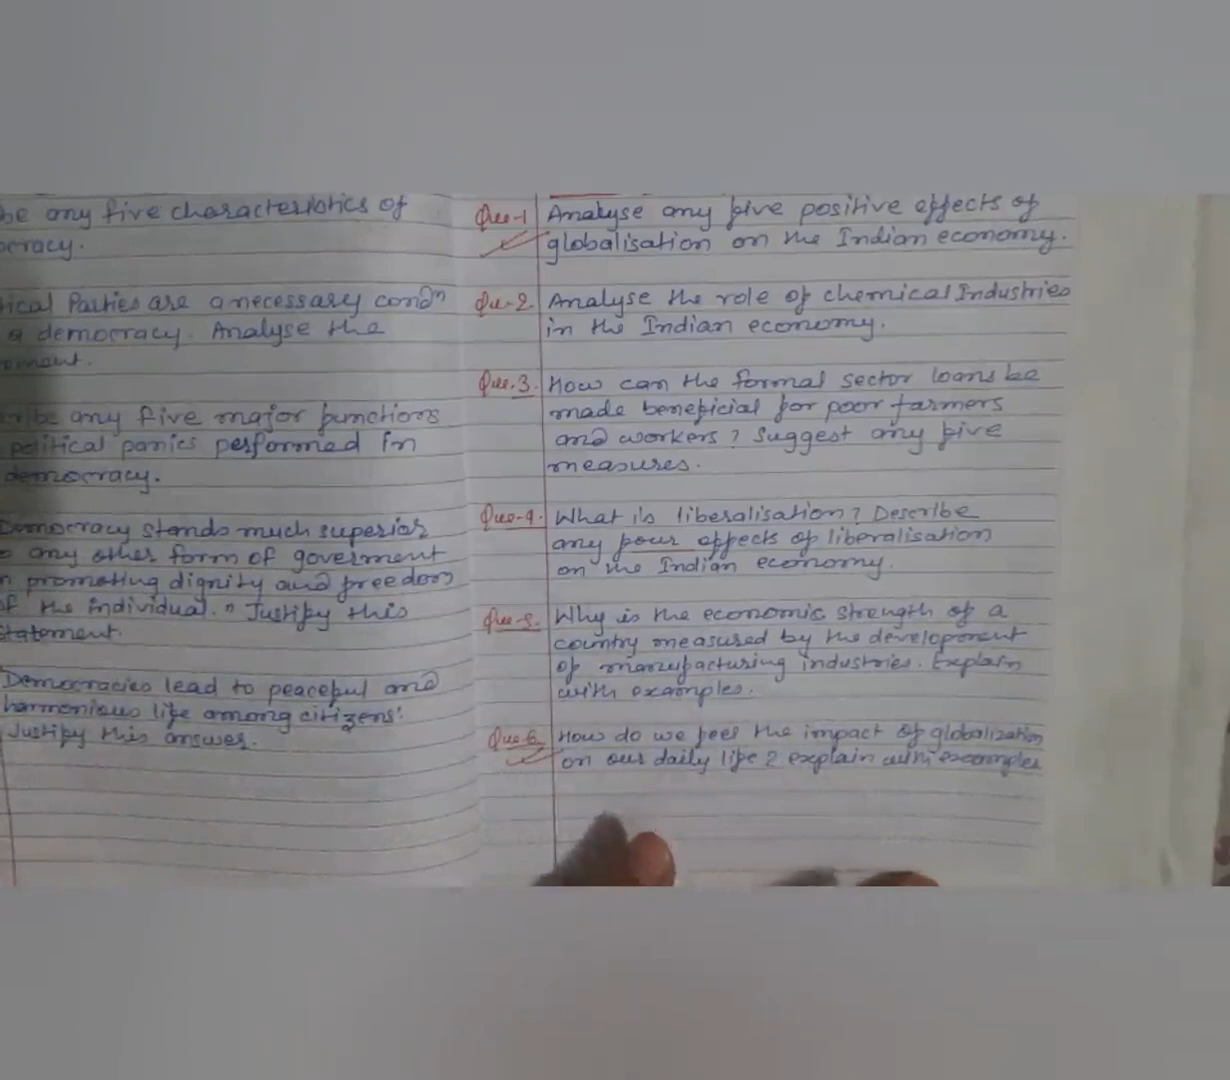 be any five characteristics of
ocracy.
tical Parties are a necessary condn
a democracy. Analyse the
ement.
ribe any five major functions
political parties performed in
democracy.
Democracy stands much superior
o any other form of goverment
n promoting dignity and freedom
of the individual." Justify this
statement.
Democracies lead to peaceful and
harmonious life among citizens'.
Justify this answer.
Que-1 Analyse any five positive effects of
globalisation on the Indian economy.
Qu-2. Analyse the role of chemical Industries
in the Indian economy.
Que.3. How can the formal sector loans be
made beneficial for poor farmers
and workers? Suggest any five
measures.
Que-4. What is liberalisation? Describe
any four effects of liberalisation
on the Indian economy.
Que-5. Why is the economic strength of a
country measured by the development
of manufacturing industries. Explain
with examples.
Que-6. How do we feel the impact of globalization
on our daily life? explain with examples